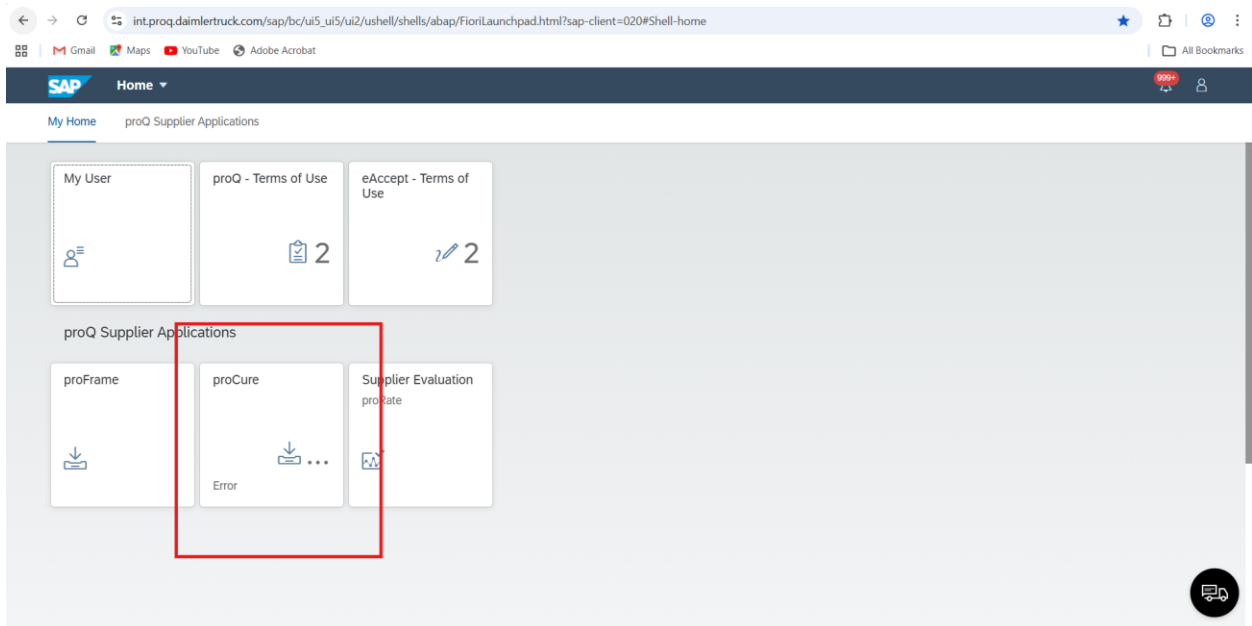 int.proq.daimlertruck.com/sap/bc/ui5_ui5/ui2/ushell/shells/abap/FioriLaunchpad.html?sap-client=020#Shell-home
Gmail Maps YouTube Adobe Acrobat All Bookmarks
SAP Home 999+
My Home proQ Supplier Applications
My User proQ - Terms of Use eAccept - Terms of
Use
2 2
proQ Supplier Applications
proFrame proCure Supplier Evaluation
proRate
...
Error